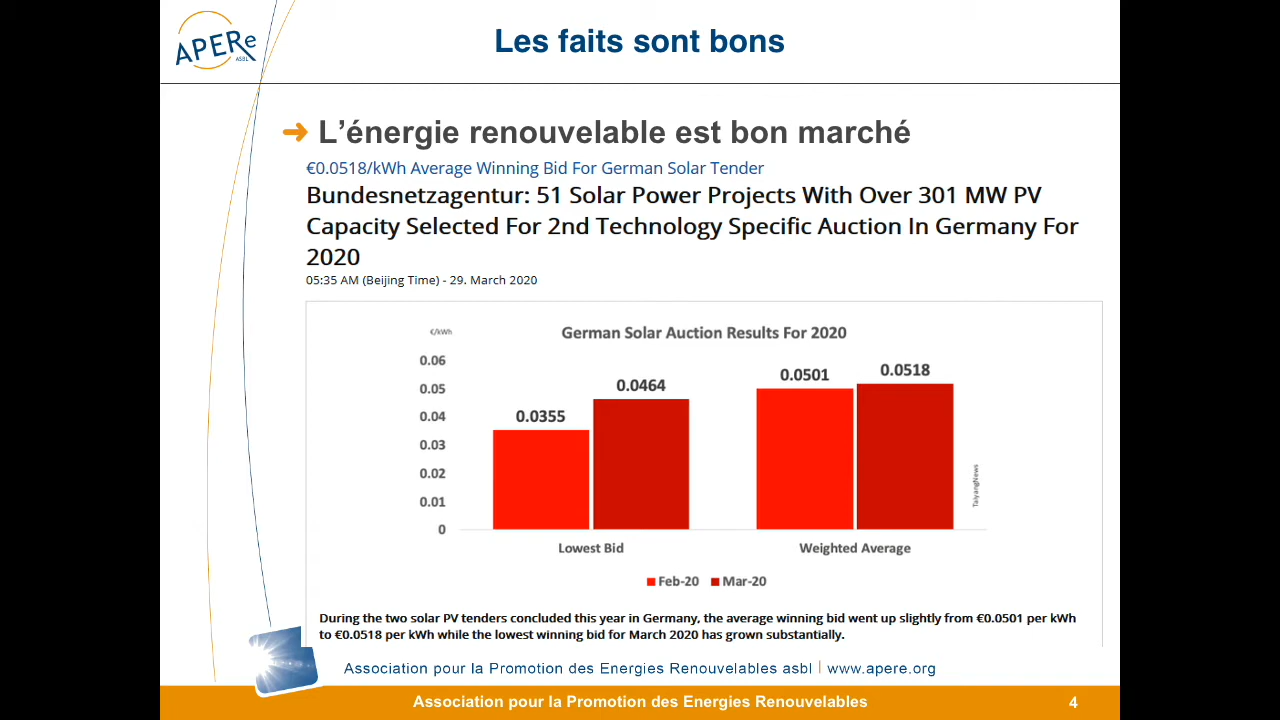 APERe
ASBL
Les faits sont bons
➜ L’énergie renouvelable est bon marché
€0.0518/kWh Average Winning Bid For German Solar Tender
Bundesnetzagentur: 51 Solar Power Projects With Over 301 MW PV
Capacity Selected For 2nd Technology Specific Auction In Germany For
2020
05:35 AM (Beijing Time) - 29. March 2020
€/kWh
German Solar Auction Results For 2020
0.06
0.05
0.04
0.03
0.02
0.01
0
0.0355
0.0464
0.0501
0.0518
TaiyangNews
Lowest Bid
Weighted Average
Feb-20 Mar-20
During the two solar PV tenders concluded this year in Germany, the average winning bid went up slightly from €0.0501 per kWh
to €0.0518 per kWh while the lowest winning bid for March 2020 has grown substantially.
Association pour la Promotion des Energies Renouvelables asbl | www.apere.org
Association pour la Promotion des Energies Renouvelables
4